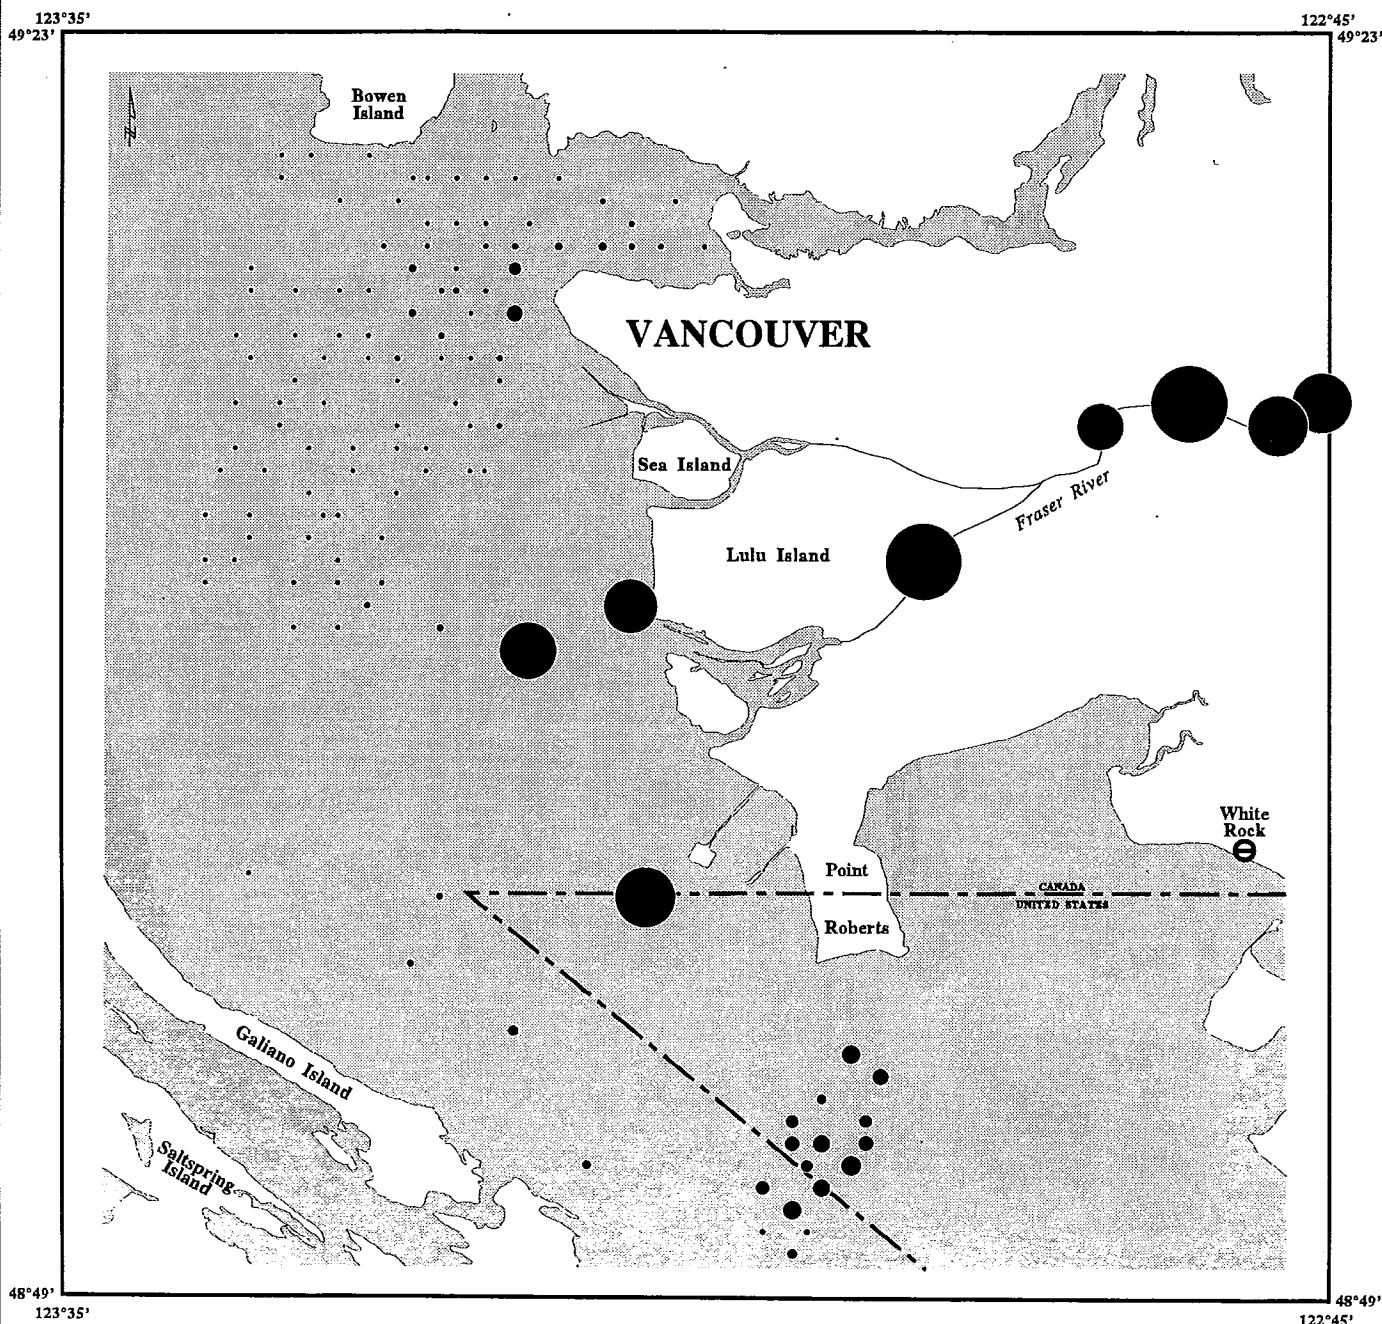 123°35’
122°45’
49°23’
49°23’
Bowen
Island
VANCOUVER
Sea Island
Fraser River
Lulu Island
White
Rock
Point
CANADA
UNITED STATES
Roberts
Galiano Island
Saltspring
Island
48°49’
48°49’
123°35’
122°45’